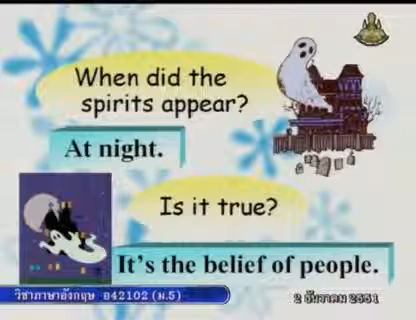 When did the
spirits appear?
At night.
Is it true?
It's the belief of people.
วิชาภาษาอังกฤษ อ42102 (ม.5)
2 ธันวาคม 2551